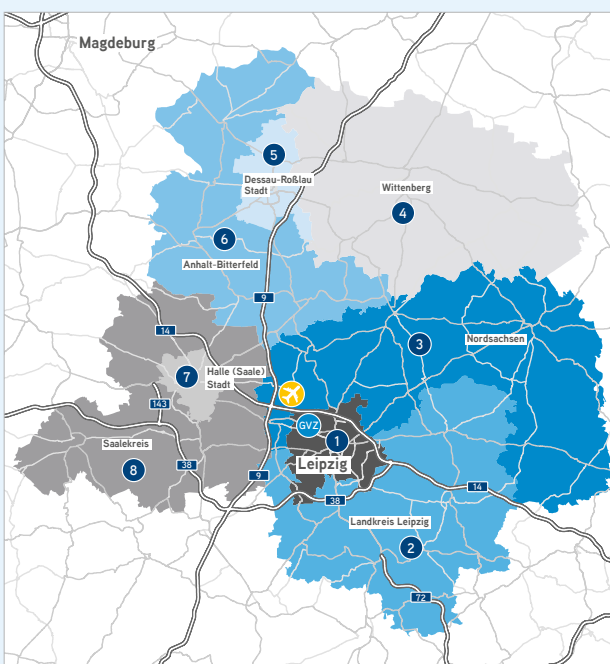 Magdeburg
5
Dessau-Roßlau
Stadt
Wittenberg
4
6
Anhalt-Bitterfeld
9
14
3
Nordsachsen
7
Halle (Saale)
Stadt
143
GVZ
1
Saalekreis
8
38
9
Leipzig
14
38
Landkreis Leipzig
2
72